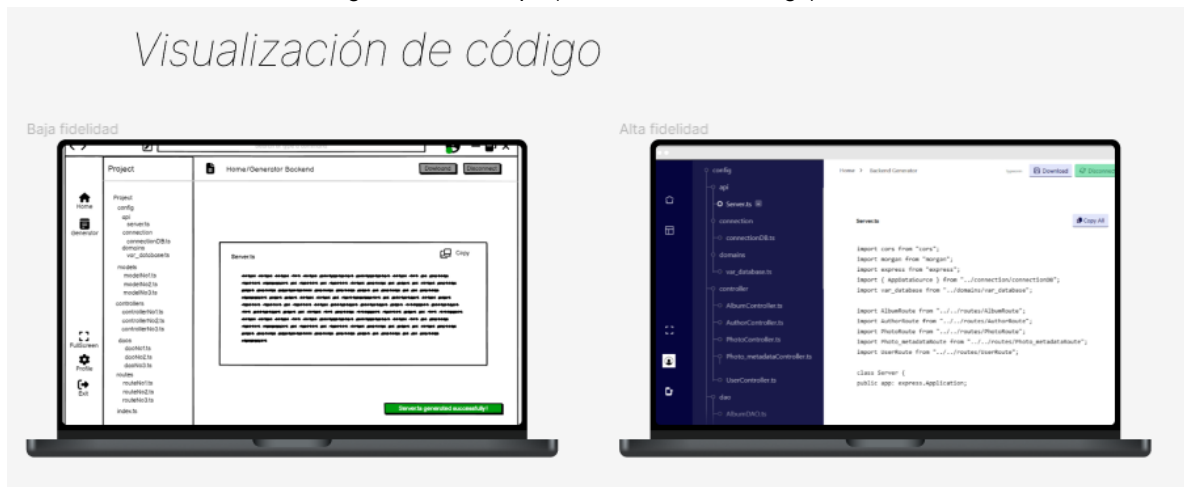 Visualización de código
Baja fidelidad
Project
Home/Generator Backend
Download
Disconnect
Home
Generator
FullScreen
Profile
Exit
Project
config
api
server.ts
connection
connectionDB.ts
domains
var_database.ts
models
modelNo1.ts
modelNo2.ts
modelNo3.ts
controllers
controllerNo1.ts
controllerNo2.ts
controllerNo3.ts
daos
daoNo1.ts
daoNo2.ts
daoNo3.ts
routes
routeNo1.ts
routeNo2.ts
routeNo3.ts
index.ts
Server.ts
Copy
Server.ts generated successfully!
Alta fidelidad
config
api
Server.ts
connection
connectionDB.ts
domains
var_database.ts
controller
AlbumController.ts
AuthorController.ts
PhotoController.ts
Photo_metadataController.ts
UserController.ts
dao
AlbumDAO.ts
Home > Backend Generator
Download
Disconnect
Server.ts
Copy All
import cors from "cors";
import morgan from "morgan";
import express from "express";
import { AppDataSource } from "../connection/connectionDB";
import var_database from "../domains/var_database";
import AlbumRoute from "../../routes/AlbumRoute";
import AuthorRoute from "../../routes/AuthorRoute";
import PhotoRoute from "../../routes/PhotoRoute";
import Photo_metadataRoute from "../../routes/Photo_metadataRoute";
import UserRoute from "../../routes/UserRoute";
class Server {
public app: express.Application;